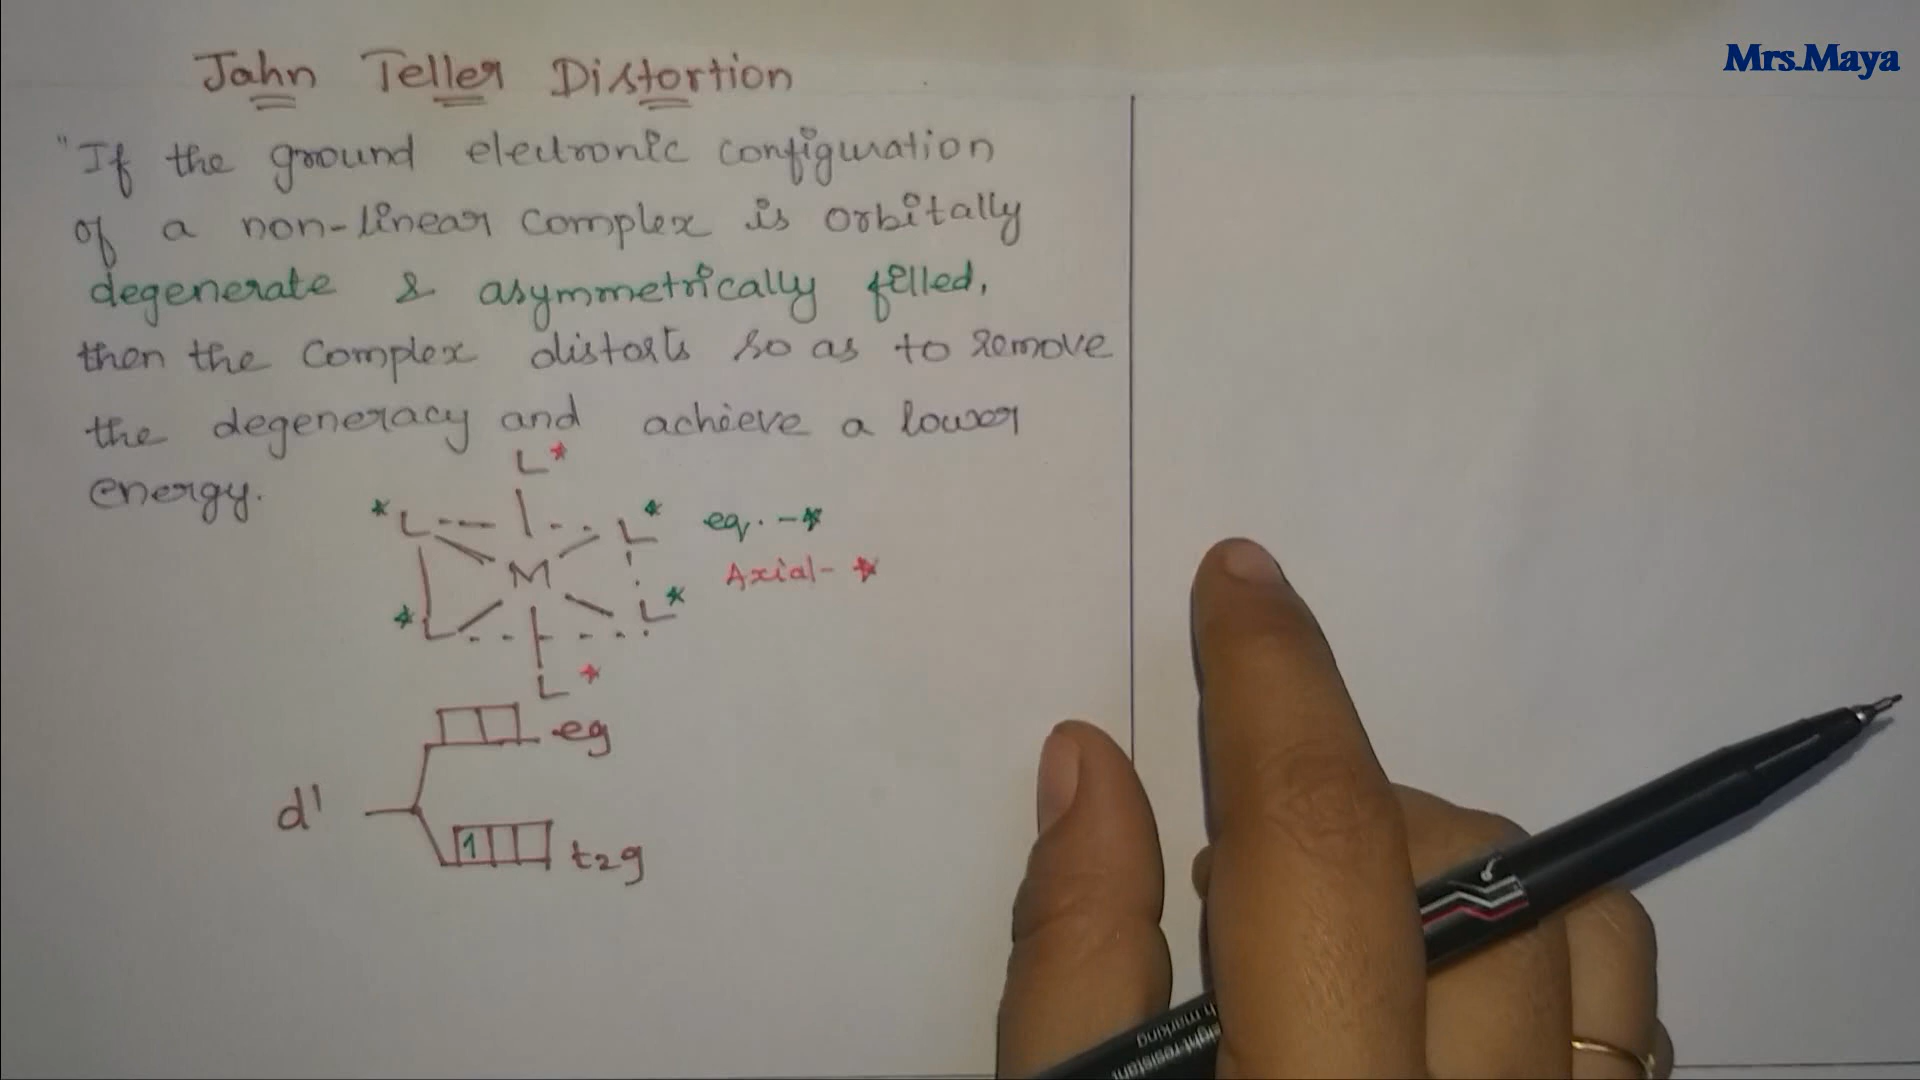 Mrs.Maya
Jahn Teller Distortion
"If the ground electronic configuration
of a non-linear complex is orbitally
degenerate & asymmetrically filled,
then the complex distorts so as to remove
the degeneracy and achieve a lower
energy.
L*
* L L * eq. - *
M Axial - *
* L L *
L *
eg
d1
1 t2g